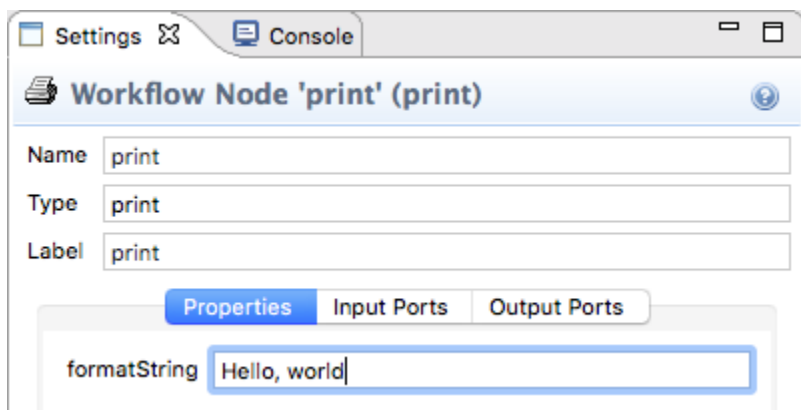 Settings Console
Workflow Node 'print' (print)
Name print
Type print
Label print
Properties Input Ports Output Ports
formatString Hello, world